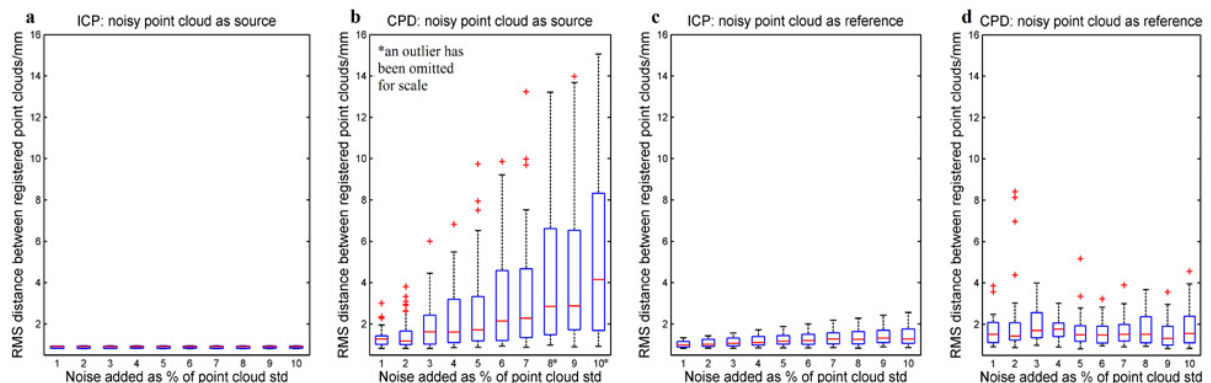 a ICP: noisy point cloud as source
RMS distance between registered point clouds/mm
16
14
12
10
8
6
4
2
1 2 3 4 5 6 7 8 9 10
Noise added as % of point cloud std
b CPD: noisy point cloud as source
*an outlier has
been omitted
for scale
RMS distance between registered point clouds/mm
16
14
12
10
8
6
4
2
1 2 3 4 5 6 7 8* 9 10*
Noise added as % of point cloud std
c ICP: noisy point cloud as reference
RMS distance between registered point clouds/mm
16
14
12
10
8
6
4
2
1 2 3 4 5 6 7 8 9 10
Noise added as % of point cloud std
d CPD: noisy point cloud as reference
RMS distance between registered point clouds/mm
16
14
12
10
8
6
4
2
1 2 3 4 5 6 7 8 9 10
Noise added as % of point cloud std